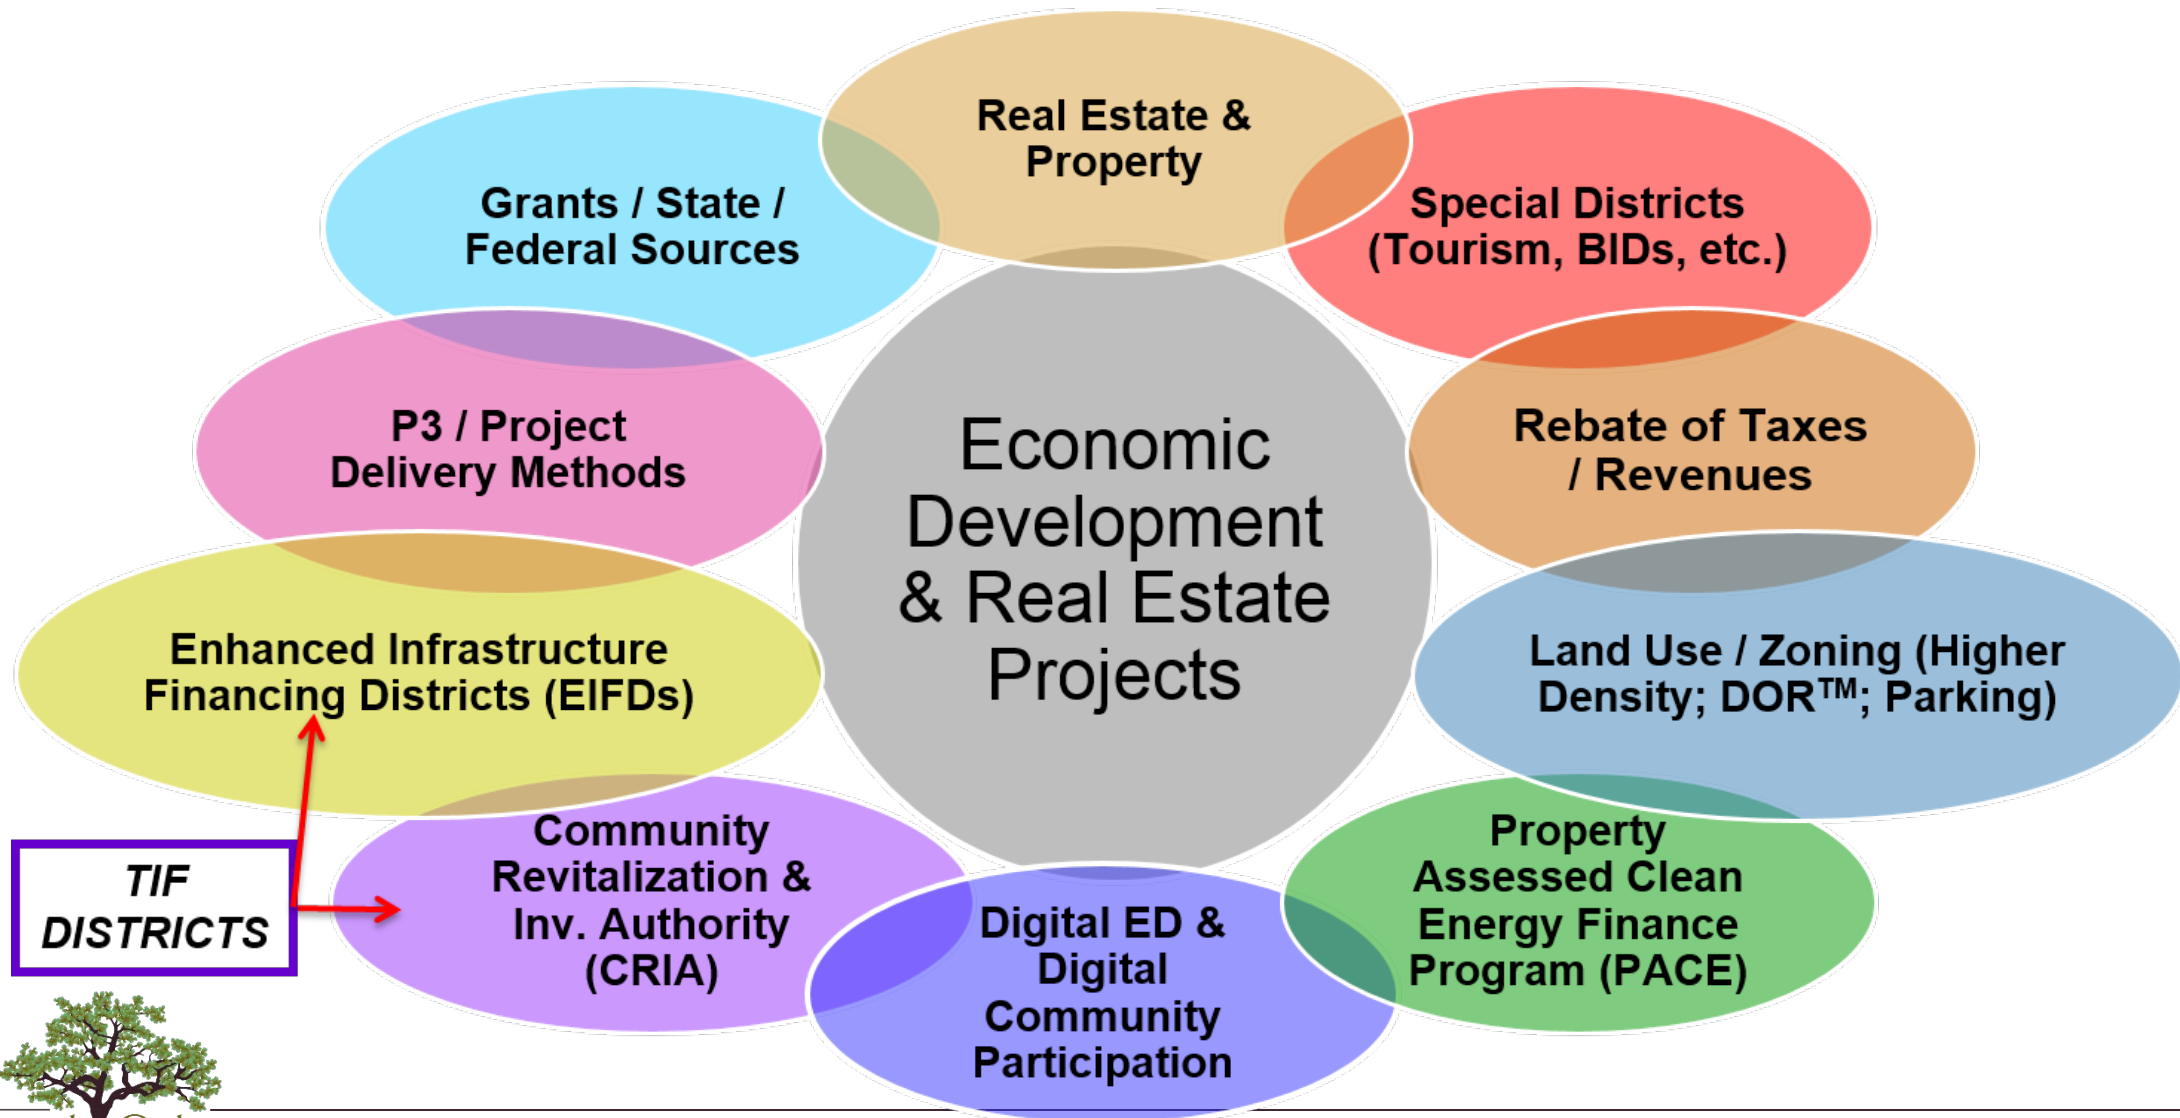 Real Estate &
Property
Grants / State /
Federal Sources
Special Districts
(Tourism, BIDs, etc.)
P3 / Project
Delivery Methods
Economic
Development
& Real Estate
Projects
Rebate of Taxes
/ Revenues
Enhanced Infrastructure
Financing Districts (EIFDs)
Land Use / Zoning (Higher
Density; DOR™; Parking)
TIF
DISTRICTS
Community
Revitalization &
Inv. Authority
(CRIA)
Digital ED &
Digital
Community
Participation
Property
Assessed Clean
Energy Finance
Program (PACE)